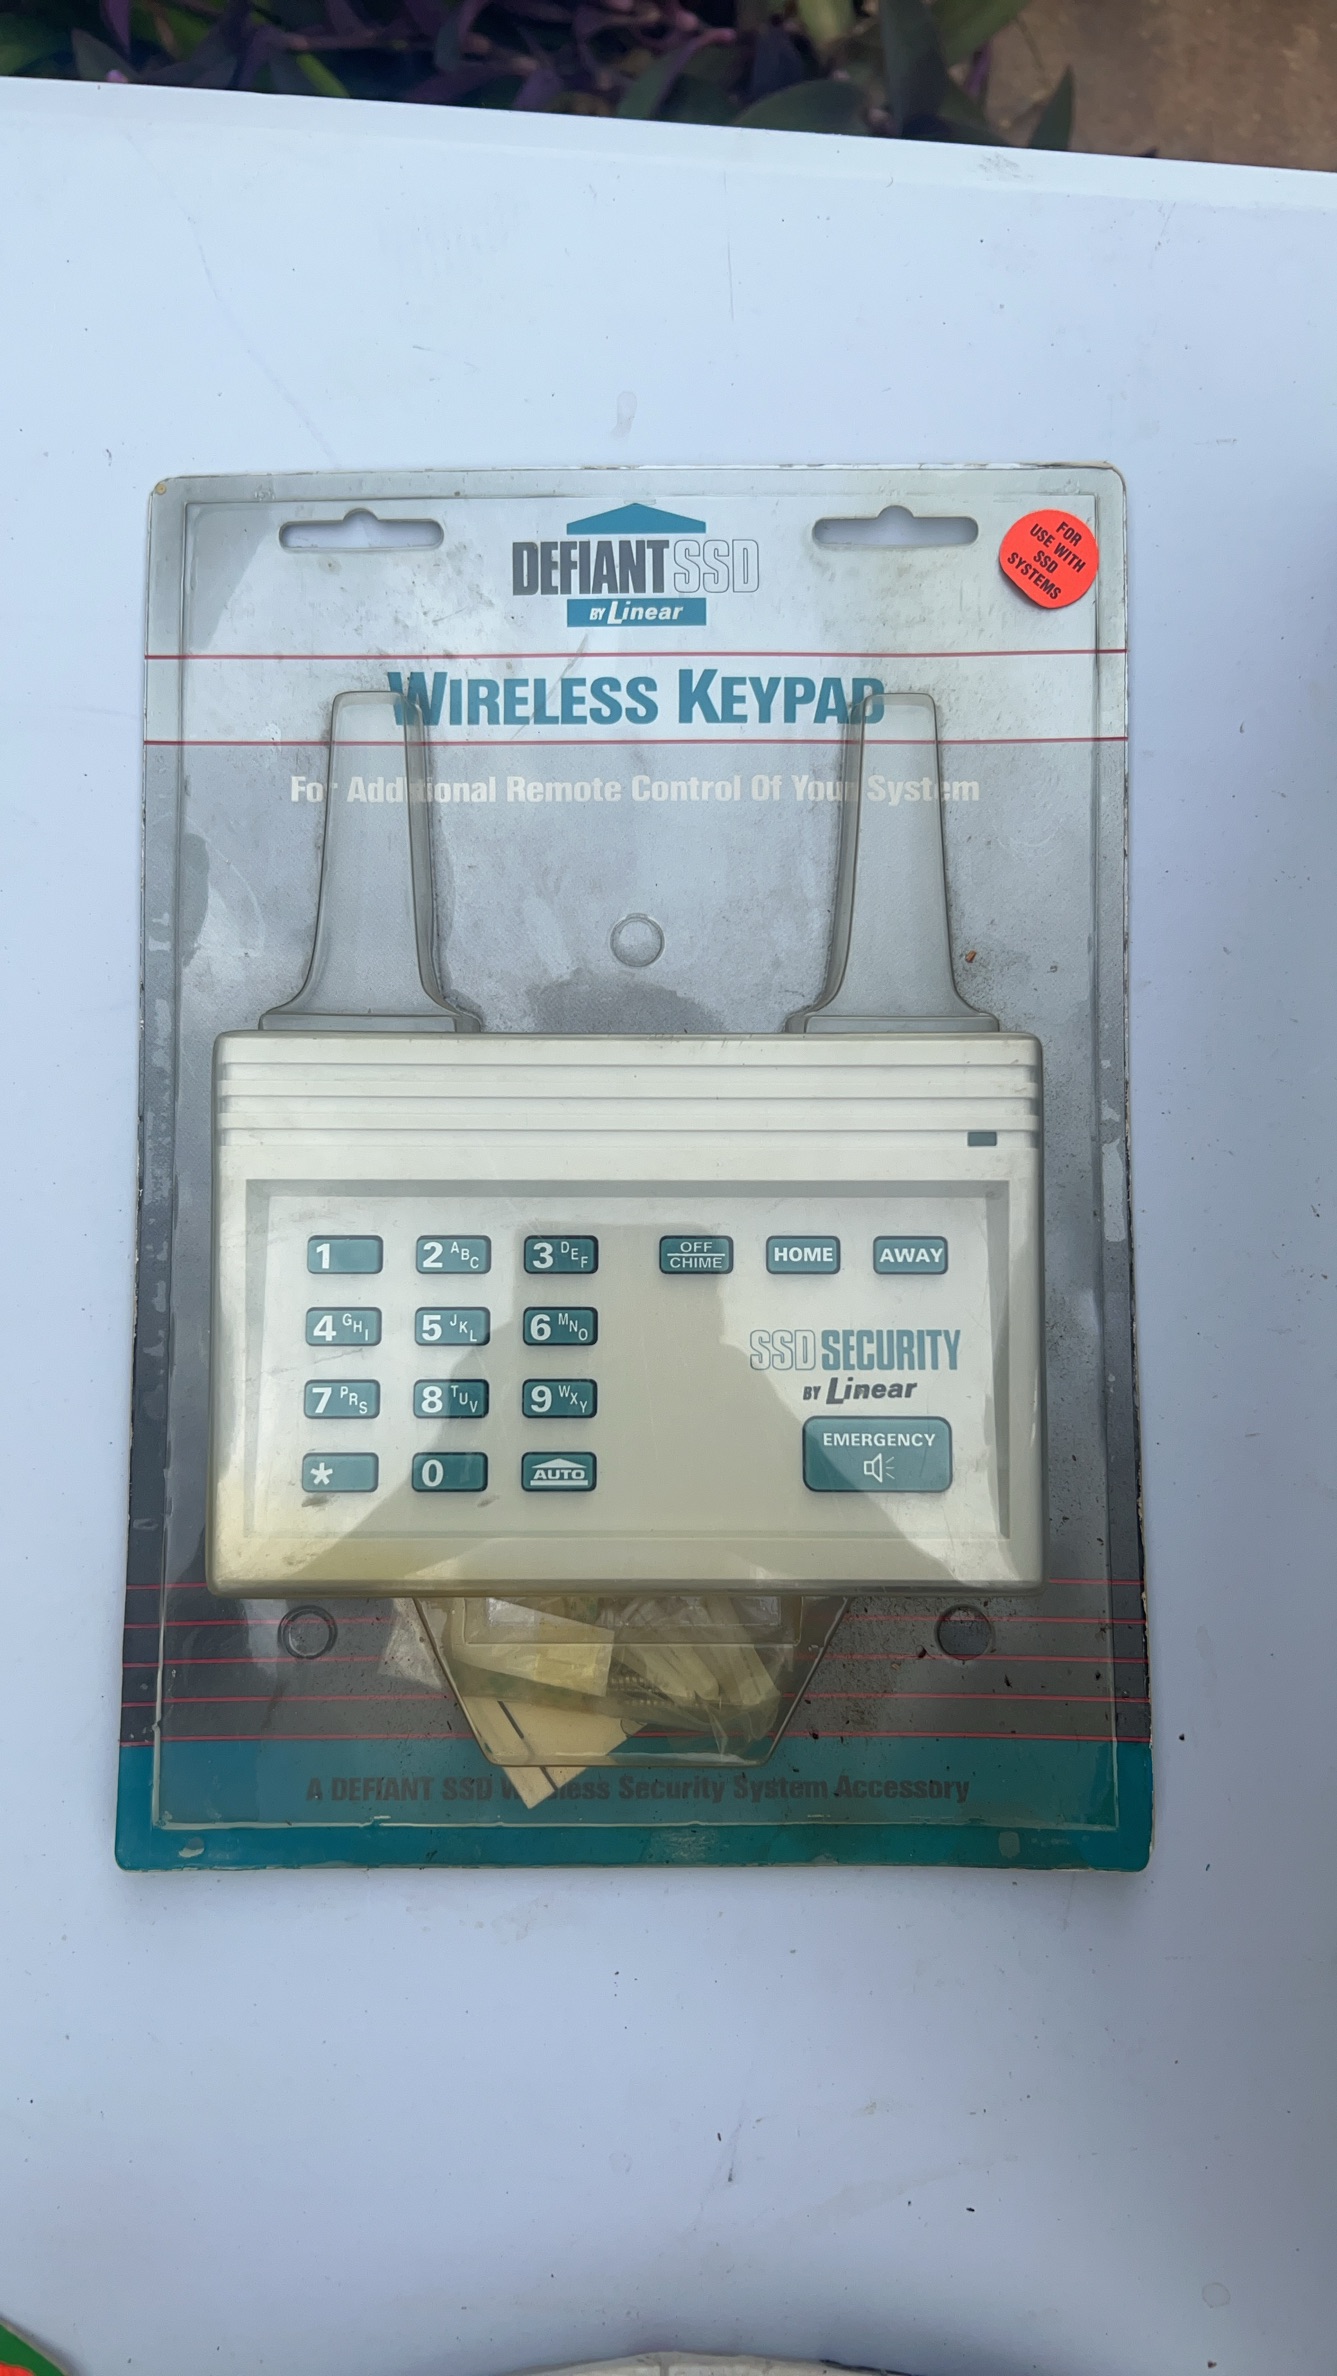 DEFIANT SSD
BY Linear
FOR
USE WITH
SSD
SYSTEMS
WIRELESS KEYPAD
For Additional Remote Control Of Your System
1
2 ABC
3 DEF
OFF
CHIME
HOME
AWAY
4 GHI
5 JKL
6 MNO
SSD SECURITY
BY Linear
7 PRS
8 TUV
9 WXY
EMERGENCY
*
0
AUTO
A DEFIANT SSD Wireless Security System Accessory